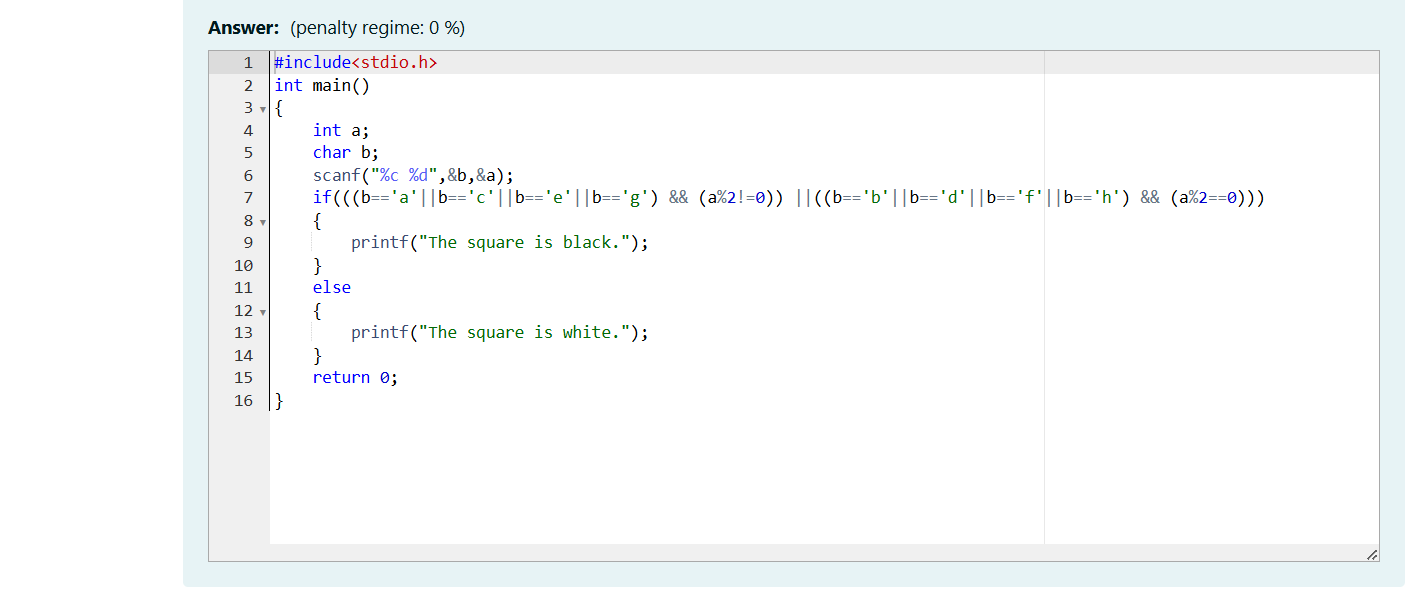 Answer: (penalty regime: 0 %)
1 #include<stdio.h>
2 int main()
3 {
4     int a;
5     char b;
6     scanf("%c %d",&b,&a);
7     if(((b=='a'||b=='c'||b=='e'||b=='g') && (a%2!=0)) ||((b=='b'||b=='d'||b=='f'||b=='h') && (a%2==0)))
8     {
9         printf("The square is black.");
10     }
11     else
12     {
13         printf("The square is white.");
14     }
15     return 0;
16 }